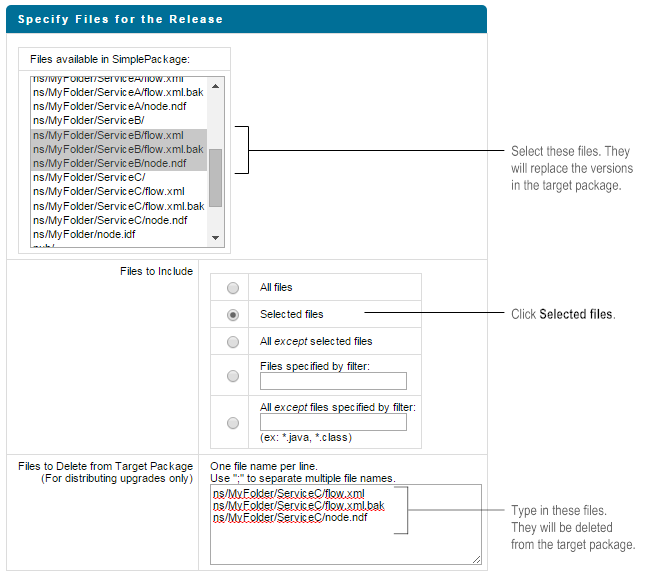 Specify Files for the Release
Files available in SimplePackage:
ns/MyFolder/ServiceA/flow.xml
ns/MyFolder/ServiceA/flow.xml.bak
ns/MyFolder/ServiceA/node.ndf
ns/MyFolder/ServiceB/
ns/MyFolder/ServiceB/flow.xml
ns/MyFolder/ServiceB/flow.xml.bak
ns/MyFolder/ServiceB/node.ndf
ns/MyFolder/ServiceC/
ns/MyFolder/ServiceC/flow.xml
ns/MyFolder/ServiceC/flow.xml.bak
ns/MyFolder/ServiceC/node.ndf
ns/MyFolder/node.idf
Select these files. They
will replace the versions
in the target package.
Files to Include
All files
Selected files
Click Selected files.
All except selected files
Files specified by filter:
All except files specified by filter:
(ex: *.java, *.class)
Files to Delete from Target Package
(For distributing upgrades only)
One file name per line.
Use ";" to separate multiple file names.
ns/MyFolder/ServiceC/flow.xml
ns/MyFolder/ServiceC/flow.xml.bak
ns/MyFolder/ServiceC/node.ndf
Type in these files.
They will be deleted
from the target package.